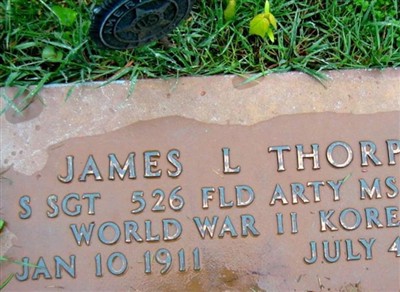 JAMES L THORP
S SGT 526 FLD ARTY MS
WORLD WAR II KORE
JAN 10 1911 JULY 4